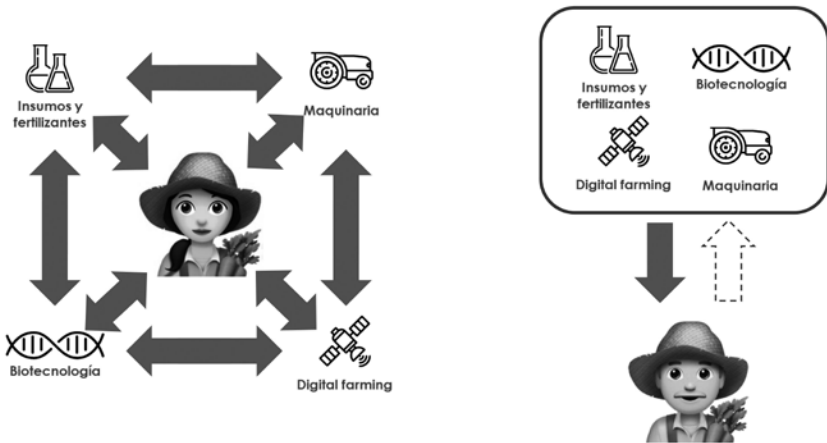 Insumos y
fertilizantes
Maquinaria
Biotecnología
Digital farming
Insumos y
fertilizantes
Biotecnología
Digital farming
Maquinaria